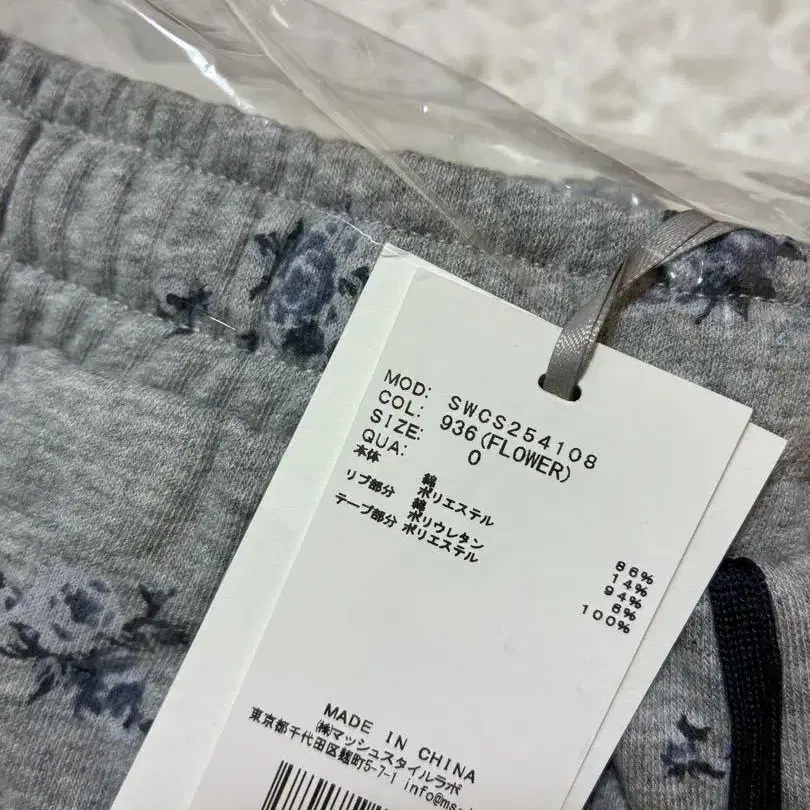 MOD: SWCS254108
COL: 936(FLOWER)
SIZE: 0
QUA:
本体 綿 86%
ポリエステル 14%
リブ部分 綿 94%
ポリウレタン 6%
テープ部分 ポリエステル 100%
MADE IN CHINA
㈱マッシュスタイルラボ
東京都千代田区麹町5-7-1 info@ms